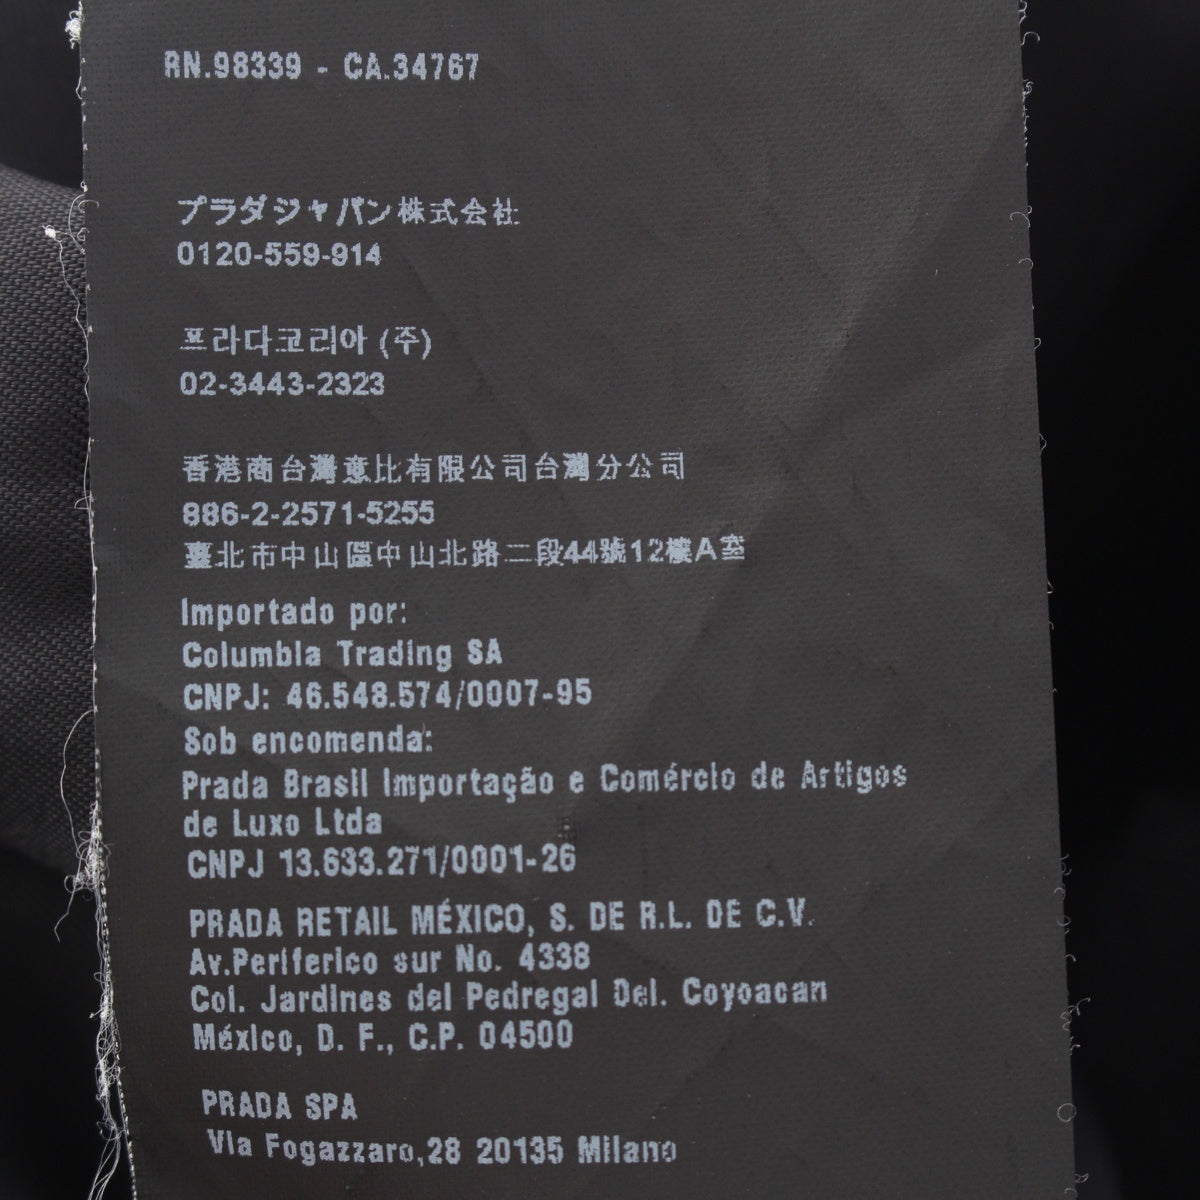 RN.98339 - CA.34767
プラダジャパン株式会社
0120-559-914
프라다코리아 (주)
02-3443-2323
香港商台灣意比有限公司台灣分公司
886-2-2571-5255
臺北市中山區中山北路二段44號12樓A室
Importado por:
Columbia Trading SA
CNPJ: 46.548.574/0007-95
Sob encomenda:
Prada Brasil Importação e Comércio de Artigos
de Luxo Ltda
CNPJ 13.633.271/0001-26
PRADA RETAIL MÉXICO, S. DE R.L. DE C.V.
Av.Periferico sur No. 4338
Col. Jardines del Pedregal Del. Coyoacan
México, D. F., C.P. 04500
PRADA SPA
Via Fogazzaro,28 20135 Milano